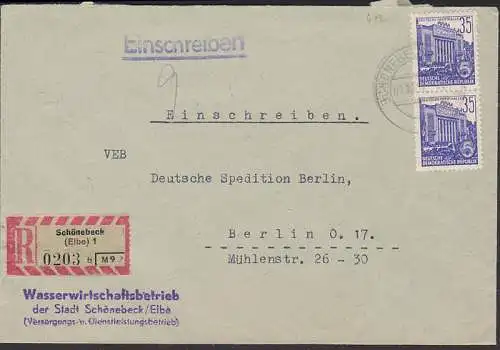 Einschreiben
35
DEUTSCHE
DEMOKRATISCHE REPUBLIK
35
DEUTSCHE
DEMOKRATISCHE REPUBLIK
Einschreiben.
VEB
Deutsche Spedition Berlin,
Berlin O. 17.
Mühlenstr. 26 - 30
R
Schönebeck
(Elbe) 1
0203
Wasserwirtschaftsbetrieb
der Stadt Schönebeck/Elbe
(Versorgungs- u. Dienstleistungsbetrieb)